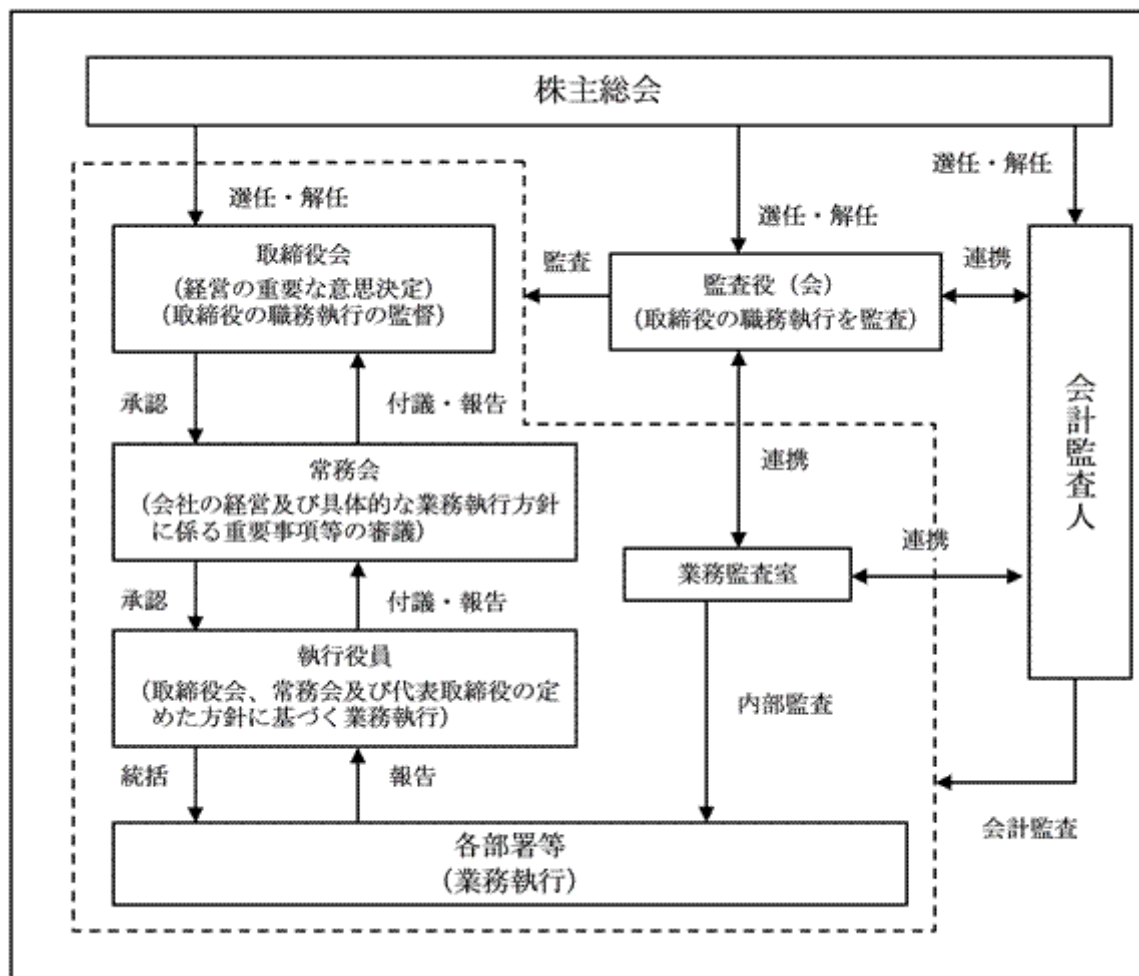 株主総会
選任・解任
選任・解任
選任・解任
取締役会
(経営の重要な意思決定)
(取締役の職務執行の監督)
監査
監査役（会）
(取締役の職務執行を監査)
連携
会計監査人
承認
付議・報告
常務会
(会社の経営及び具体的な業務執行方針
に係る重要事項等の審議)
連携
業務監査室
連携
承認
付議・報告
執行役員
(取締役会、常務会及び代表取締役の定
めた方針に基づく業務執行)
内部監査
統括
報告
会計監査
各部署等
(業務執行)